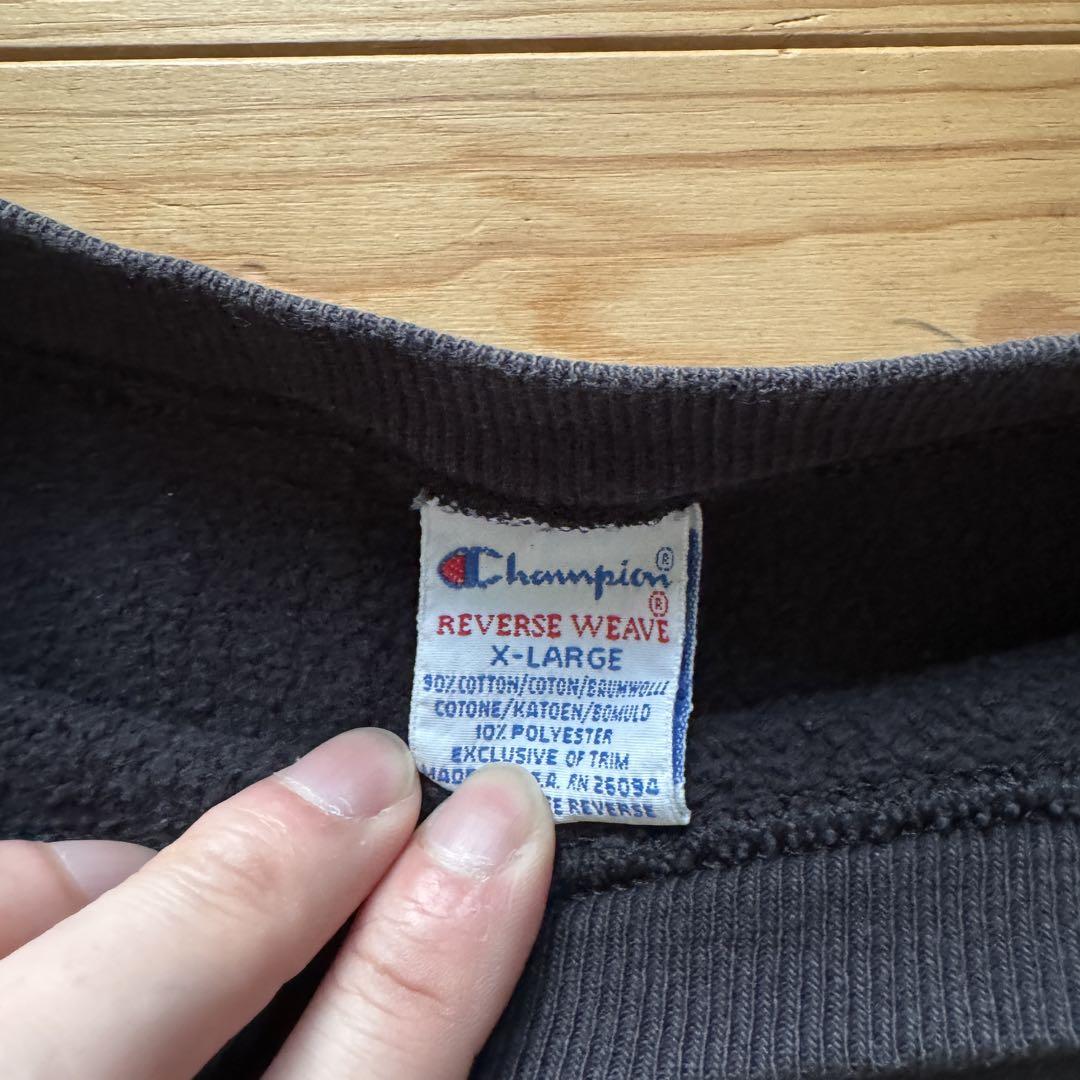 Champion®
®
REVERSE WEAVE
X-LARGE
90% COTTON/COTON/BAUMWOLLE
COTONE/KATOEN/BOMULD
10% POLYESTER
EXCLUSIVE OF TRIM
MADE RN 26094
REVERSE